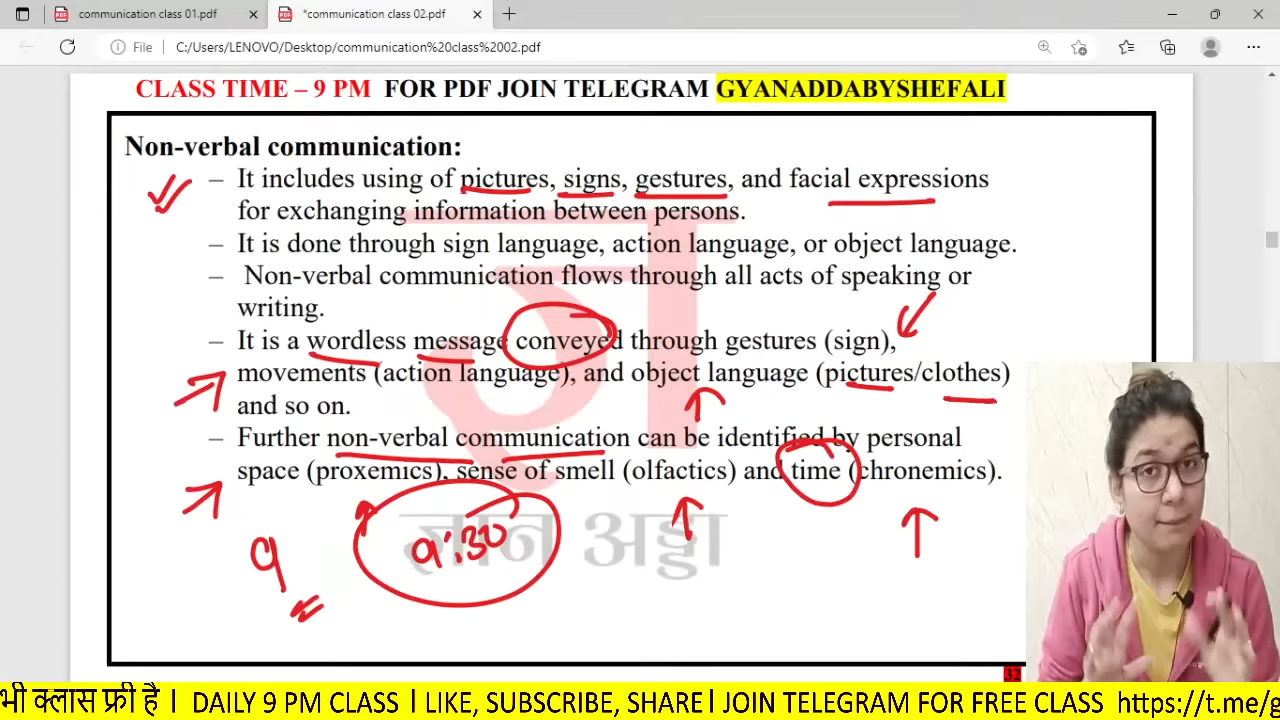 communication class 01.pdf
*communication class 02.pdf
File
C:/Users/LENOVO/Desktop/communication%20class%2002.pdf
CLASS TIME – 9 PM FOR PDF JOIN TELEGRAM GYANADDABYSHEFALI
Non-verbal communication:
– It includes using of pictures, signs, gestures, and facial expressions
for exchanging information between persons.
– It is done through sign language, action language, or object language.
– Non-verbal communication flows through all acts of speaking or
writing.
– It is a wordless message conveyed through gestures (sign),
movements (action language), and object language (pictures/clothes)
and so on.
– Further non-verbal communication can be identified by personal
space (proxemics), sense of smell (olfactics) and time (chronemics).
ज्ञा
ज्ञान अड्डा
9
9:30
32
भी क्लास फ्री है । DAILY 9 PM CLASS । LIKE, SUBSCRIBE, SHARE। JOIN TELEGRAM FOR FREE CLASS https://t.me/g